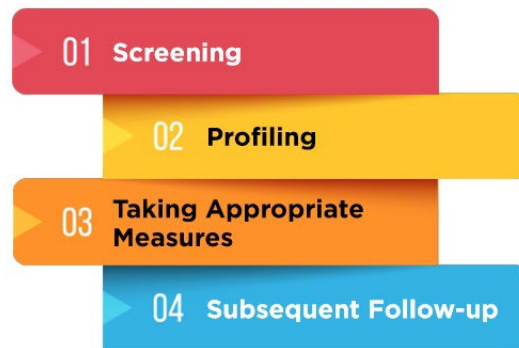 01 Screening
02 Profiling
03 Taking Appropriate
Measures
04 Subsequent Follow-up